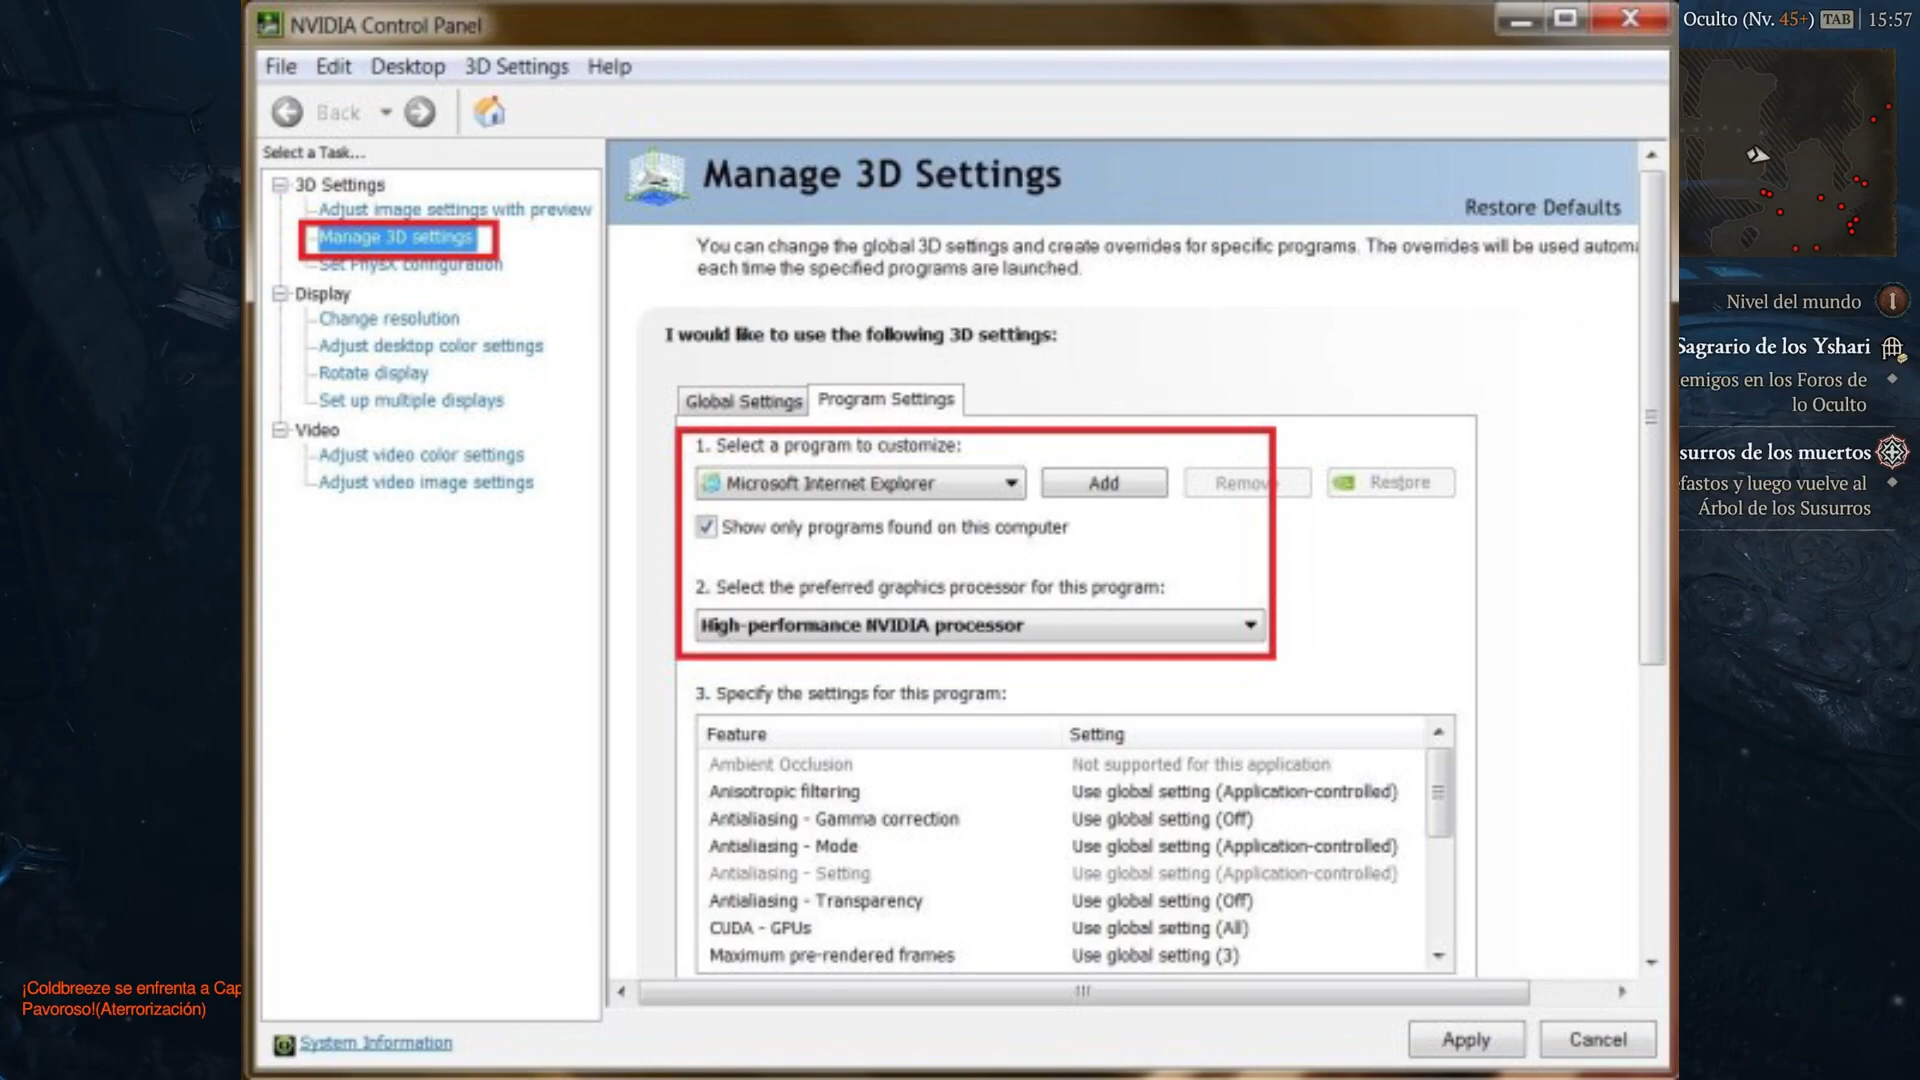 NVIDIA Control Panel
File Edit Desktop 3D Settings Help
Back
Select a Task...
3D Settings
Adjust image settings with preview
Manage 3D settings
Set PhysX configuration
Display
Change resolution
Adjust desktop color settings
Rotate display
Set up multiple displays
Video
Adjust video color settings
Adjust video image settings
System Information
Manage 3D Settings
Restore Defaults
You can change the global 3D settings and create overrides for specific programs. The overrides will be used automa
each time the specified programs are launched.
I would like to use the following 3D settings:
Global Settings Program Settings
1. Select a program to customize:
Microsoft Internet Explorer Add Remove Restore
Show only programs found on this computer
2. Select the preferred graphics processor for this program:
High-performance NVIDIA processor
3. Specify the settings for this program:
Feature Setting
Ambient Occlusion Not supported for this application
Anisotropic filtering Use global setting (Application-controlled)
Antialiasing - Gamma correction Use global setting (Off)
Antialiasing - Mode Use global setting (Application-controlled)
Antialiasing - Setting Use global setting (Application-controlled)
Antialiasing - Transparency Use global setting (Off)
CUDA - GPUs Use global setting (All)
Maximum pre-rendered frames Use global setting (3)
Apply Cancel
Oculto (Nv. 45+) TAB 15:57
Nivel del mundo
Sagrario de los Yshari
emigos en los Foros de
lo Oculto
surros de los muertos
fastos y luego vuelve al
Árbol de los Susurros
¡Coldbreeze se enfrenta a Cap
Pavoroso!(Aterrorización)